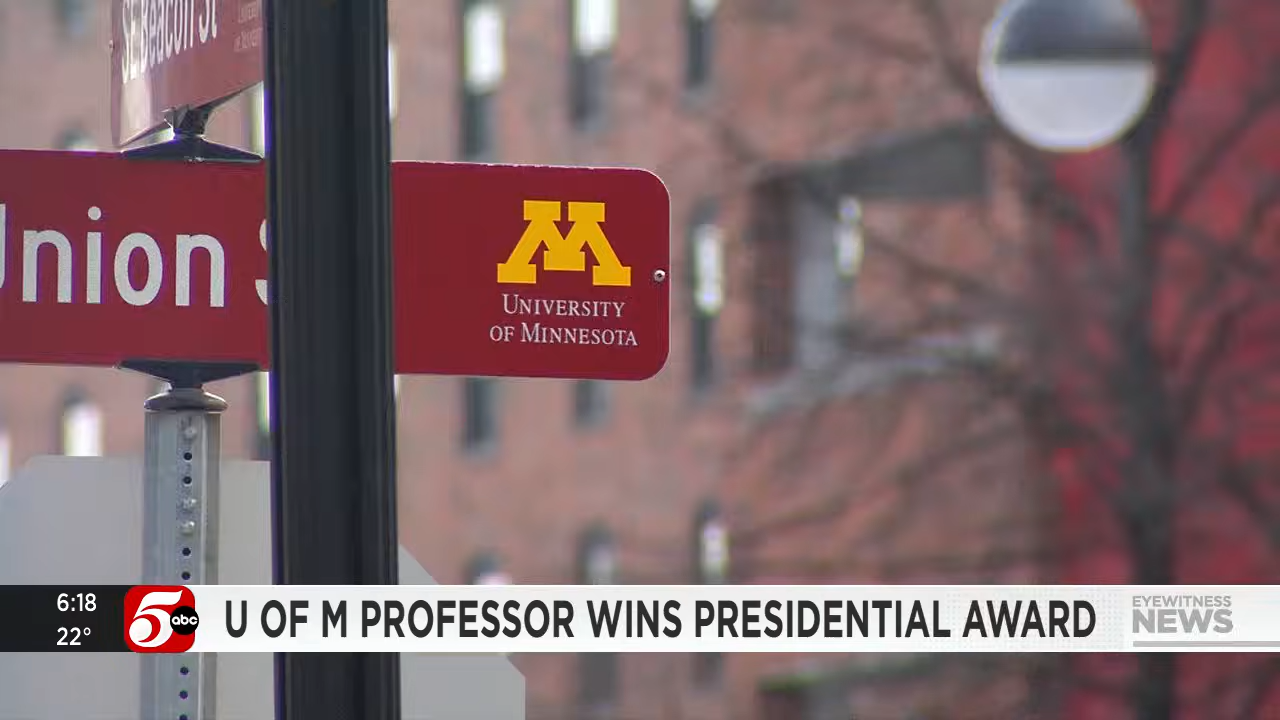 SE Beacon St
Union S
M
UNIVERSITY
OF MINNESOTA
6:18
22°
5
abc
U OF M PROFESSOR WINS PRESIDENTIAL AWARD
EYEWITNESS
NEWS